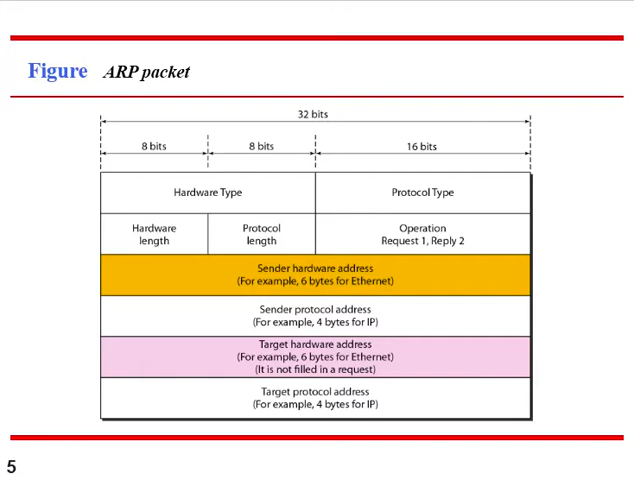 Figure ARP packet
32 bits
8 bits 8 bits 16 bits
Hardware Type Protocol Type
Hardware length Protocol length Operation
Request 1, Reply 2
Sender hardware address
(For example, 6 bytes for Ethernet)
Sender protocol address
(For example, 4 bytes for IP)
Target hardware address
(For example, 6 bytes for Ethernet)
(It is not filled in a request)
Target protocol address
(For example, 4 bytes for IP)
5